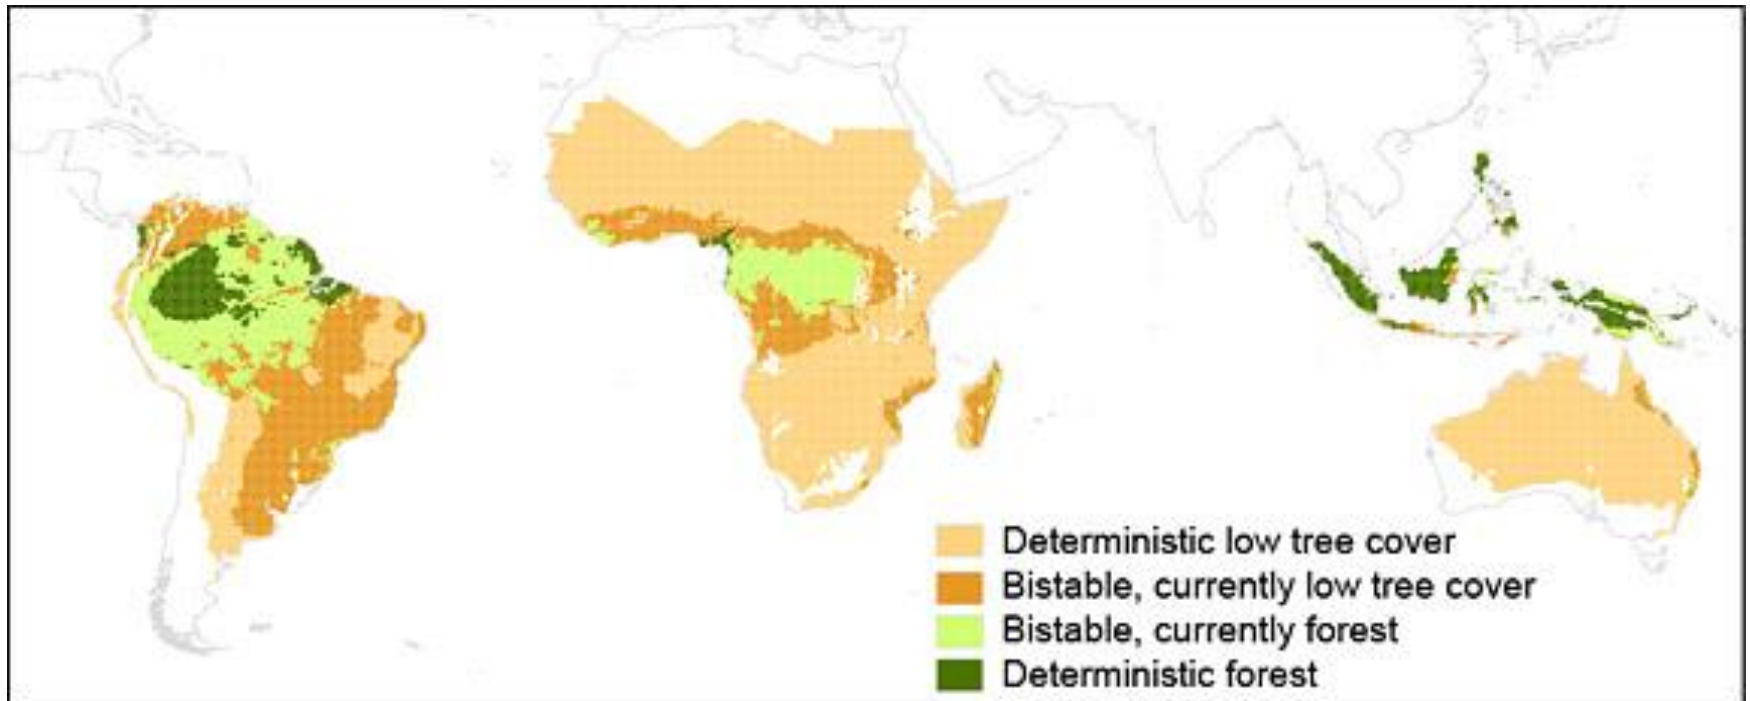 Deterministic low tree cover
Bistable, currently low tree cover
Bistable, currently forest
Deterministic forest